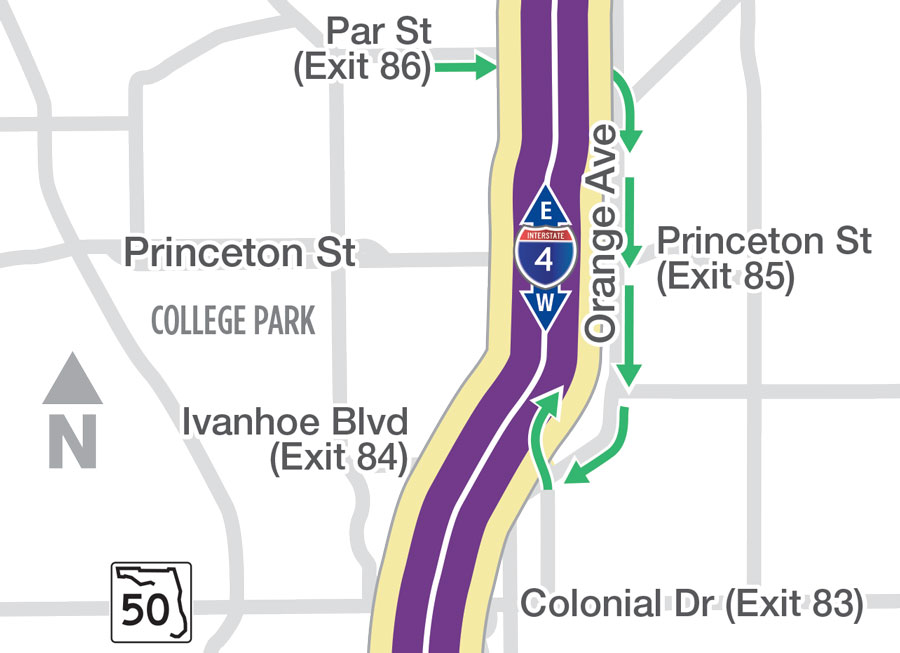 Par St
(Exit 86)
E
INTERSTATE
4
W
Orange Ave
Princeton St
Princeton St
(Exit 85)
COLLEGE PARK
N
Ivanhoe Blvd
(Exit 84)
50
Colonial Dr (Exit 83)